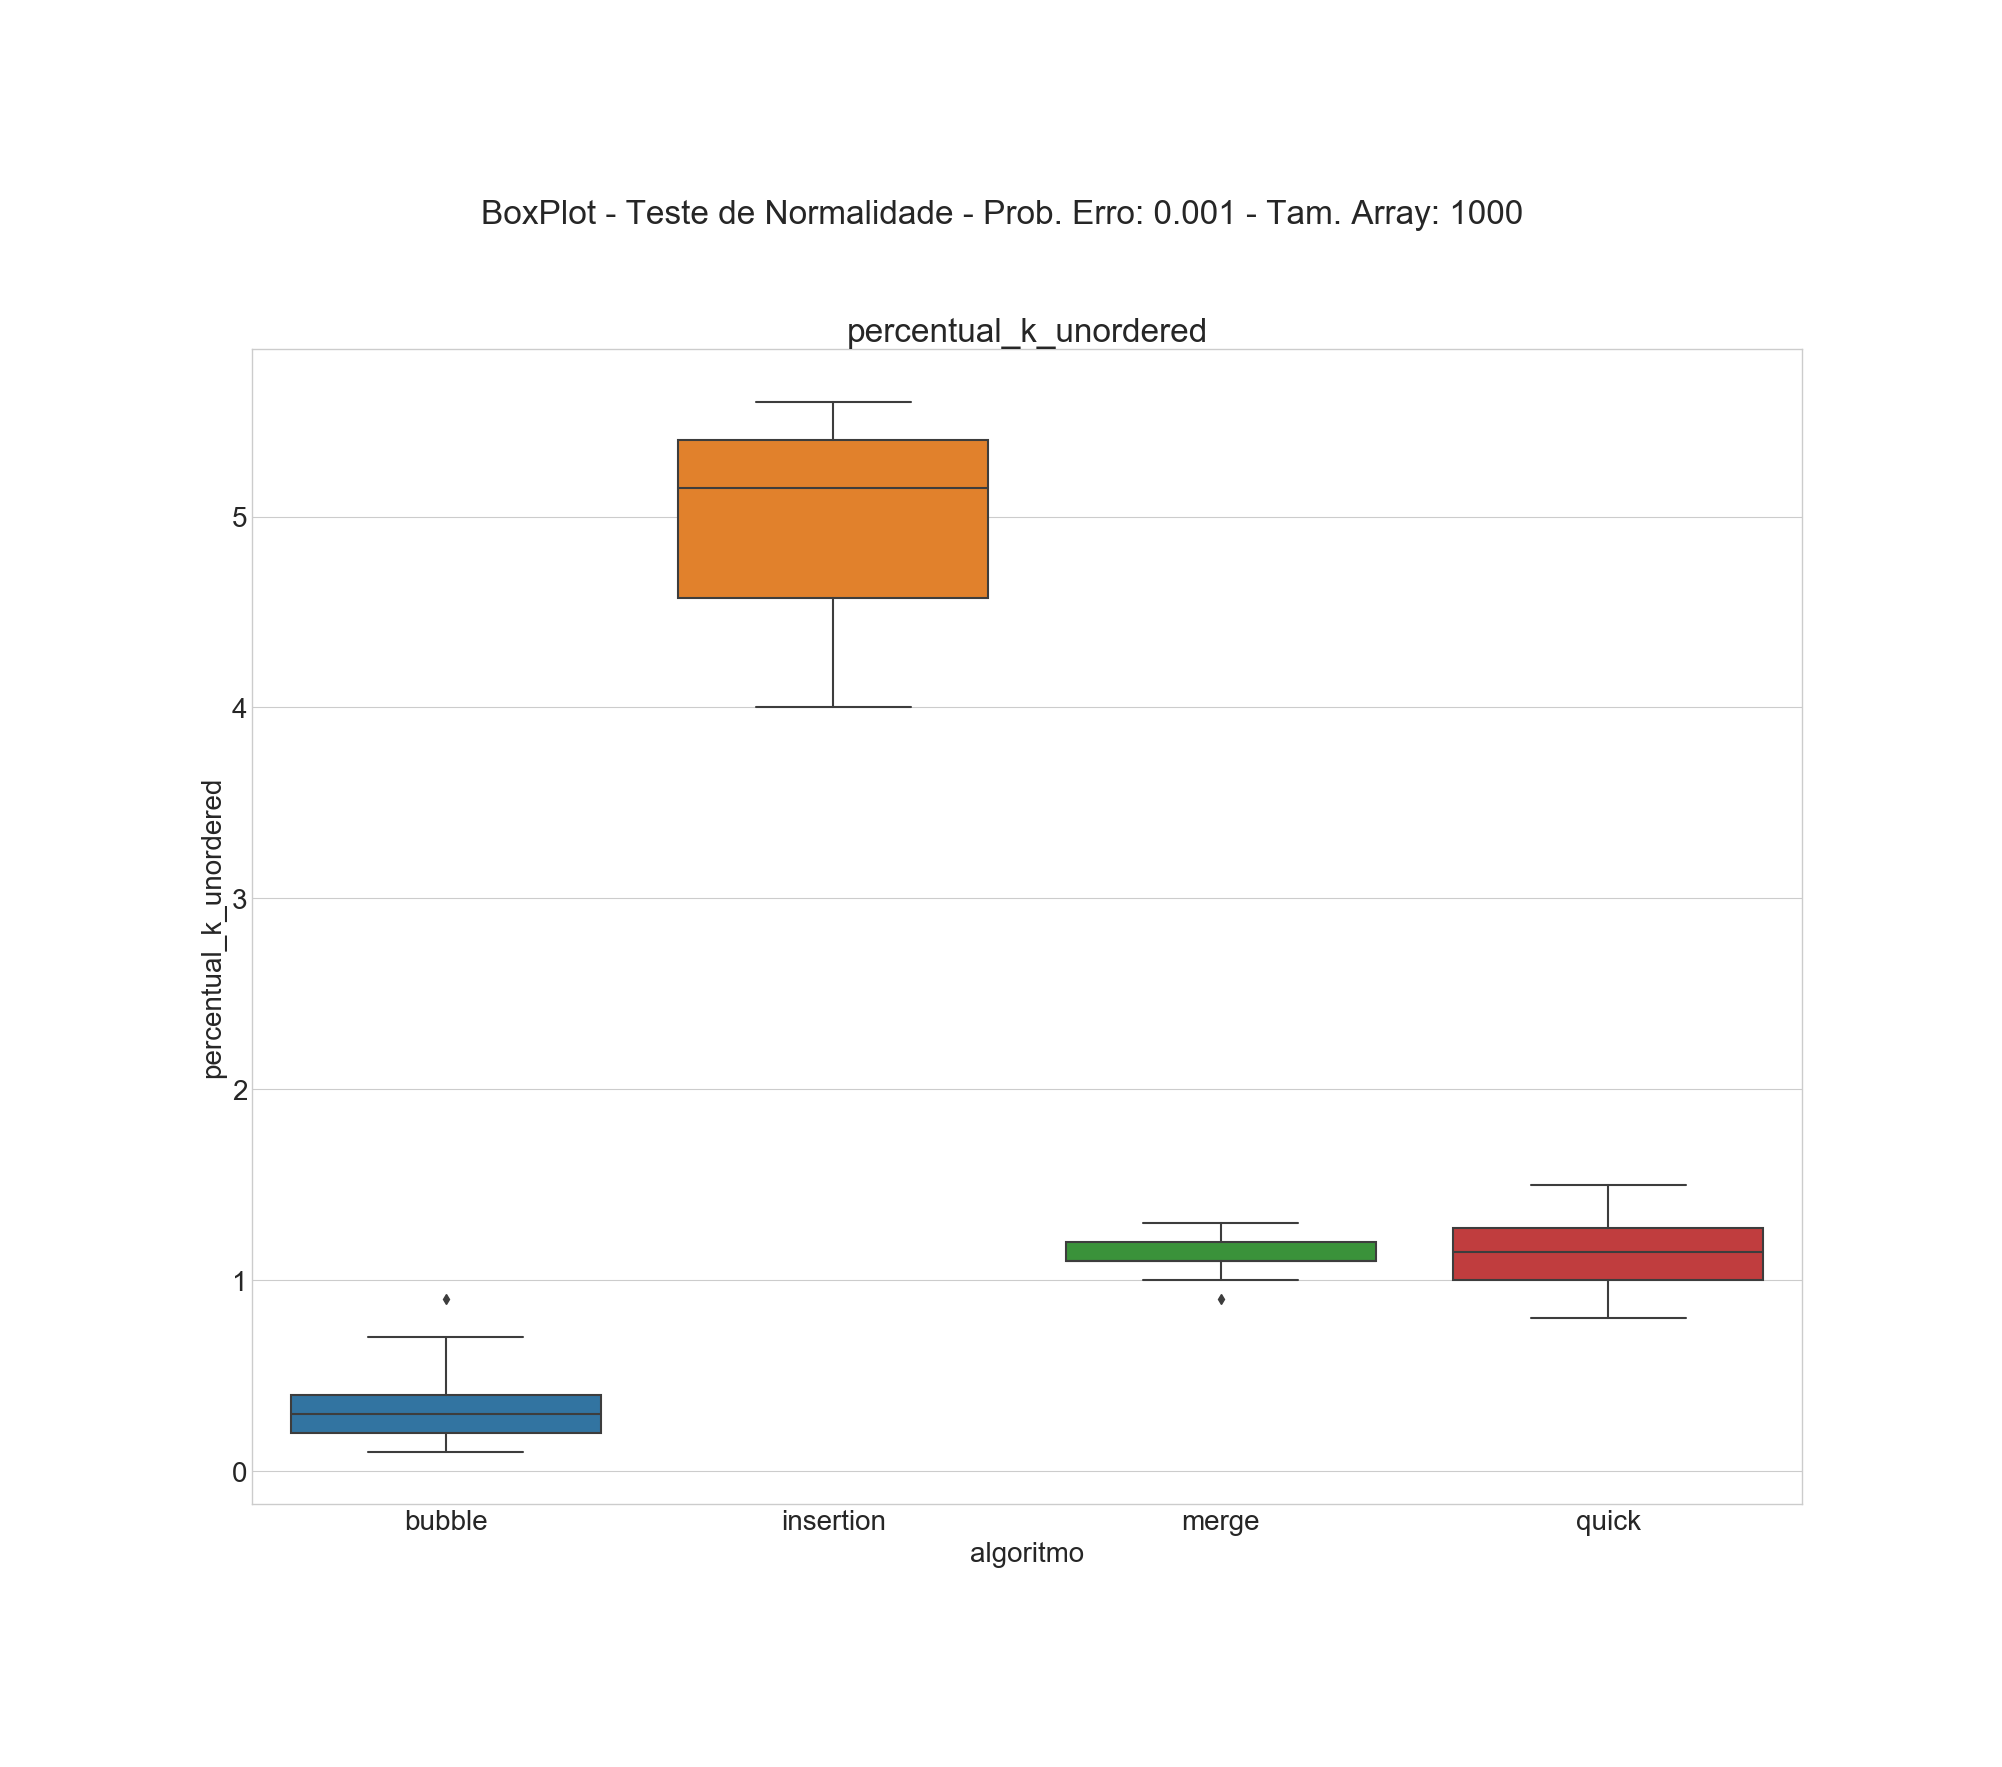 BoxPlot - Teste de Normalidade - Prob. Erro: 0.001 - Tam. Array: 1000
percentual_k_unordered
percentual_k_unordered
5
4
3
2
1
0
bubble insertion merge quick
algoritmo